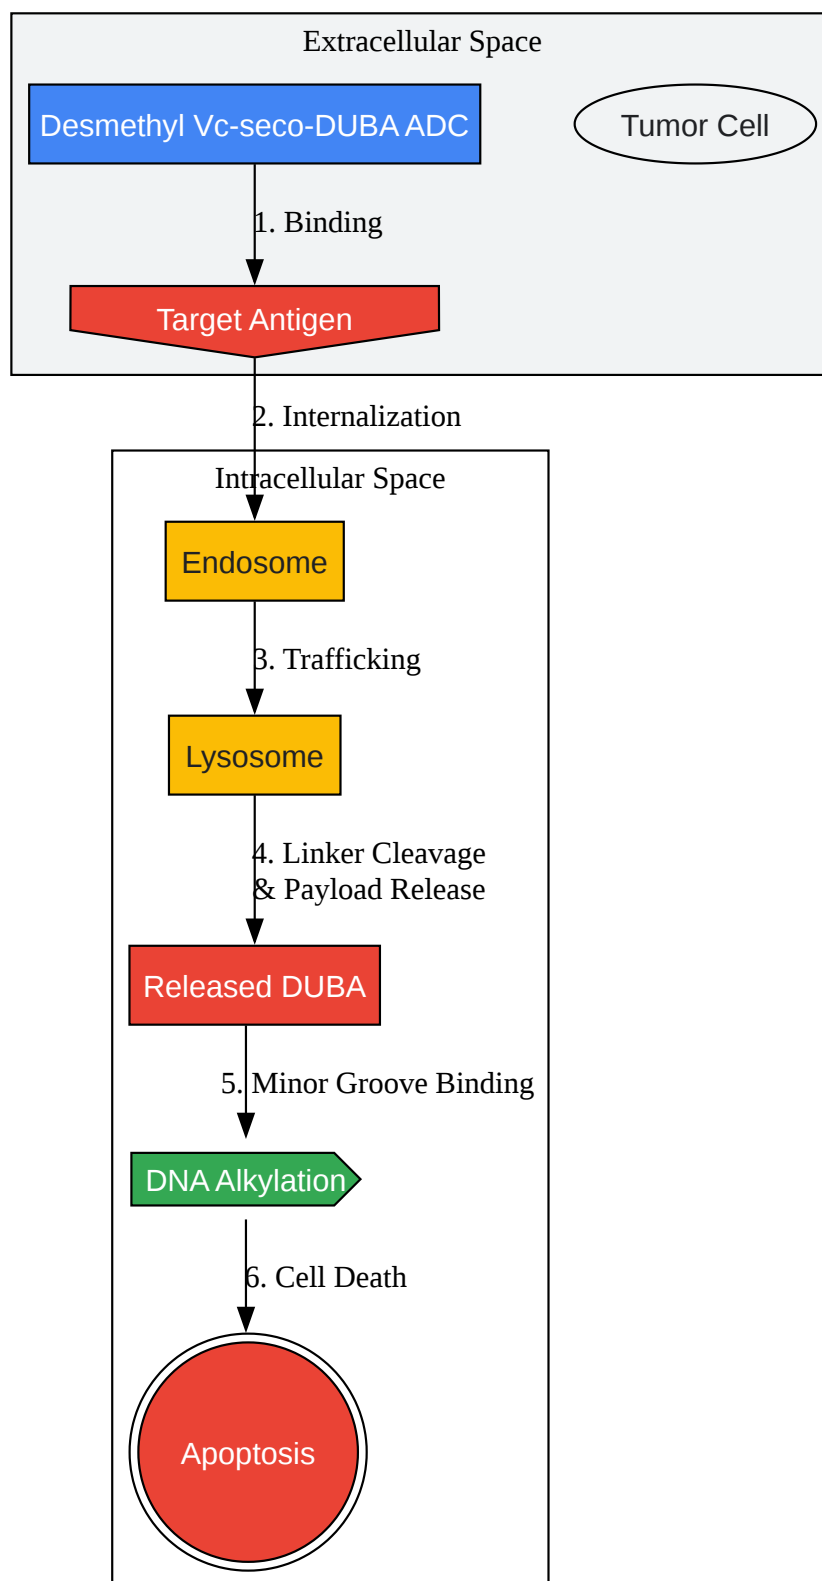 Extracellular Space
Desmethyl Vc-seco-DUBA ADC
Tumor Cell
1. Binding
Target Antigen
2. Internalization
Intracellular Space
Endosome
3. Trafficking
Lysosome
4. Linker Cleavage
& Payload Release
Released DUBA
5. Minor Groove Binding
DNA Alkylation
6. Cell Death
Apoptosis